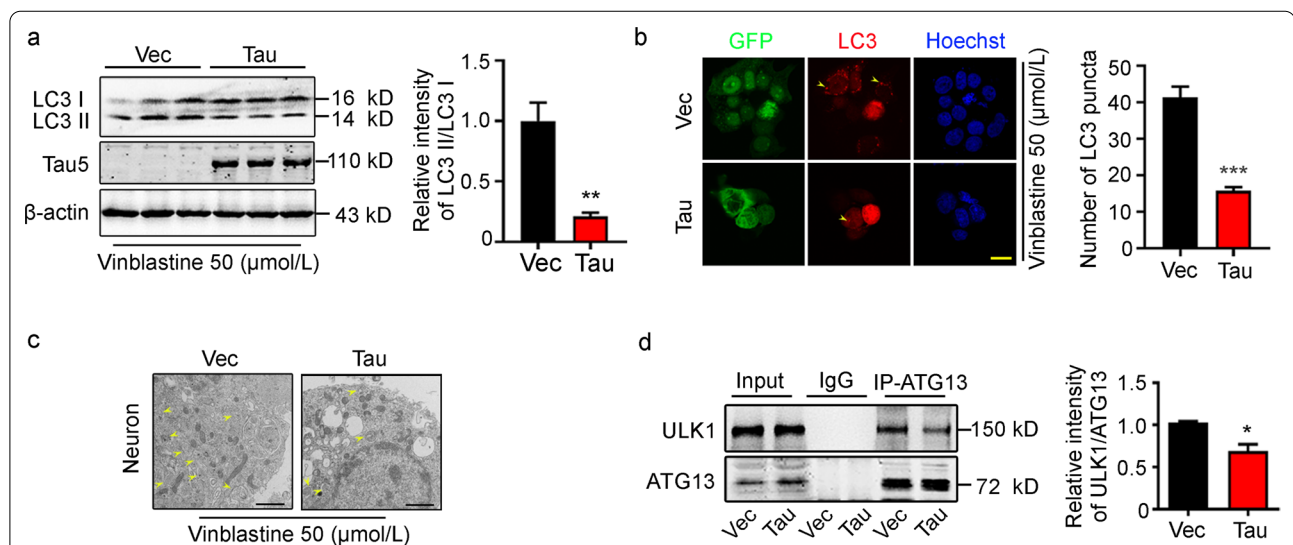 a
Vec Tau
LC3 I
LC3 II
16 kD
14 kD
Tau5
110 kD
β-actin
43 kD
Vinblastine 50 (μmol/L)
Relative intensity
of LC3 II/LC3 I
1.5
1.0
0.5
0
**
Vec Tau
b
GFP LC3 Hoechst
Vec
Tau
Vinblastine 50 (μmol/L)
Number of LC3 puncta
50
40
30
20
10
0
***
Vec Tau
c
Vec Tau
Neuron
Vinblastine 50 (μmol/L)
d
Input IgG IP-ATG13
ULK1
150 kD
ATG13
72 kD
Vec Tau Vec Tau Vec Tau
Relative intensity
of ULK1/ATG13
1.5
1.0
0.5
0.0
*
Vec Tau